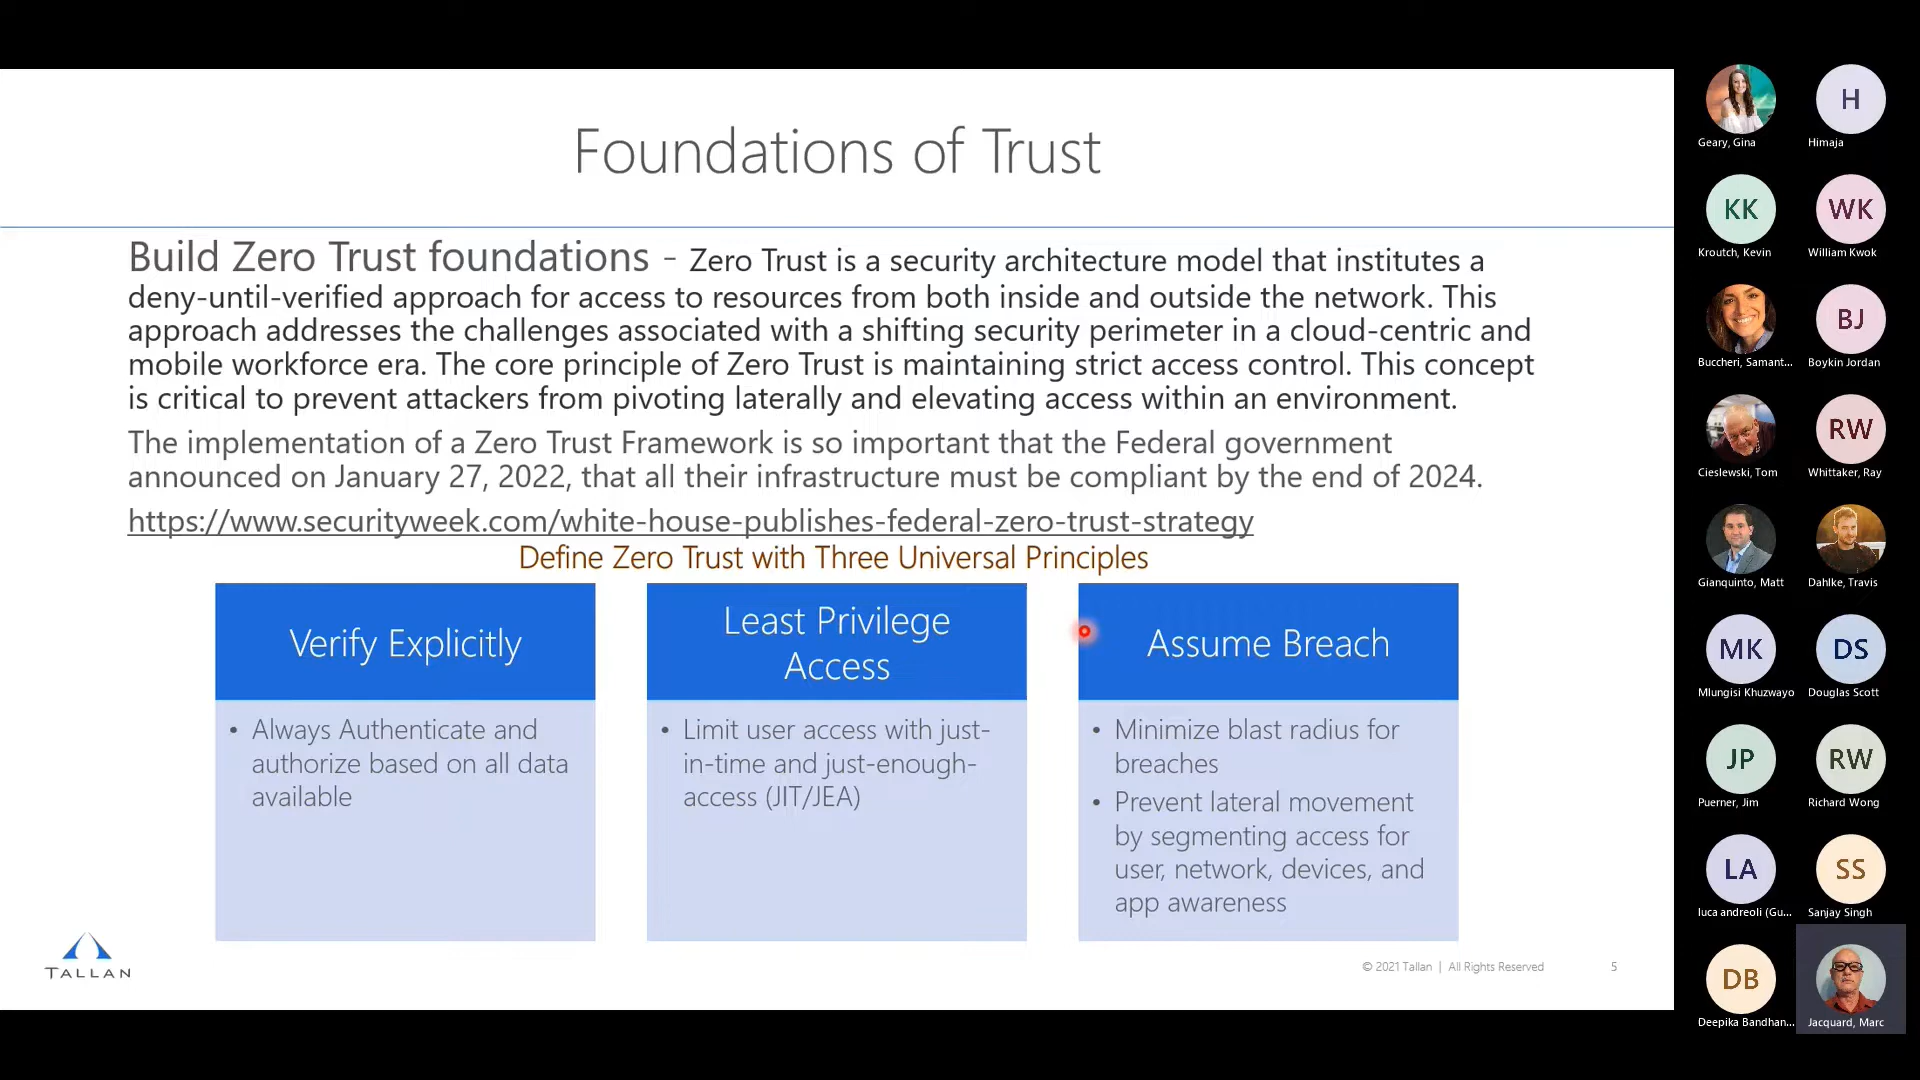 Foundations of Trust
Build Zero Trust foundations - Zero Trust is a security architecture model that institutes a
deny-until-verified approach for access to resources from both inside and outside the network. This
approach addresses the challenges associated with a shifting security perimeter in a cloud-centric and
mobile workforce era. The core principle of Zero Trust is maintaining strict access control. This concept
is critical to prevent attackers from pivoting laterally and elevating access within an environment.
The implementation of a Zero Trust Framework is so important that the Federal government
announced on January 27, 2022, that all their infrastructure must be compliant by the end of 2024.
https://www.securityweek.com/white-house-publishes-federal-zero-trust-strategy
Define Zero Trust with Three Universal Principles
Verify Explicitly
• Always Authenticate and
authorize based on all data
available
Least Privilege
Access
• Limit user access with just-
in-time and just-enough-
access (JIT/JEA)
Assume Breach
• Minimize blast radius for
breaches
• Prevent lateral movement
by segmenting access for
user, network, devices, and
app awareness
TALLAN
© 2021 Tallan | All Rights Reserved
5
Geary, Gina
H
Himaja
KK
Kroutch, Kevin
WK
William Kwok
Buccheri, Samant...
BJ
Boykin Jordan
Cieslewski, Tom
RW
Whittaker, Ray
Gianquinto, Matt
Dahlke, Travis
MK
Mlungisi Khuzwayo
DS
Douglas Scott
JP
Puerner, Jim
RW
Richard Wong
LA
luca andreoli (Gu...
SS
Sanjay Singh
DB
Deepika Bandhan...
Jacquard, Marc